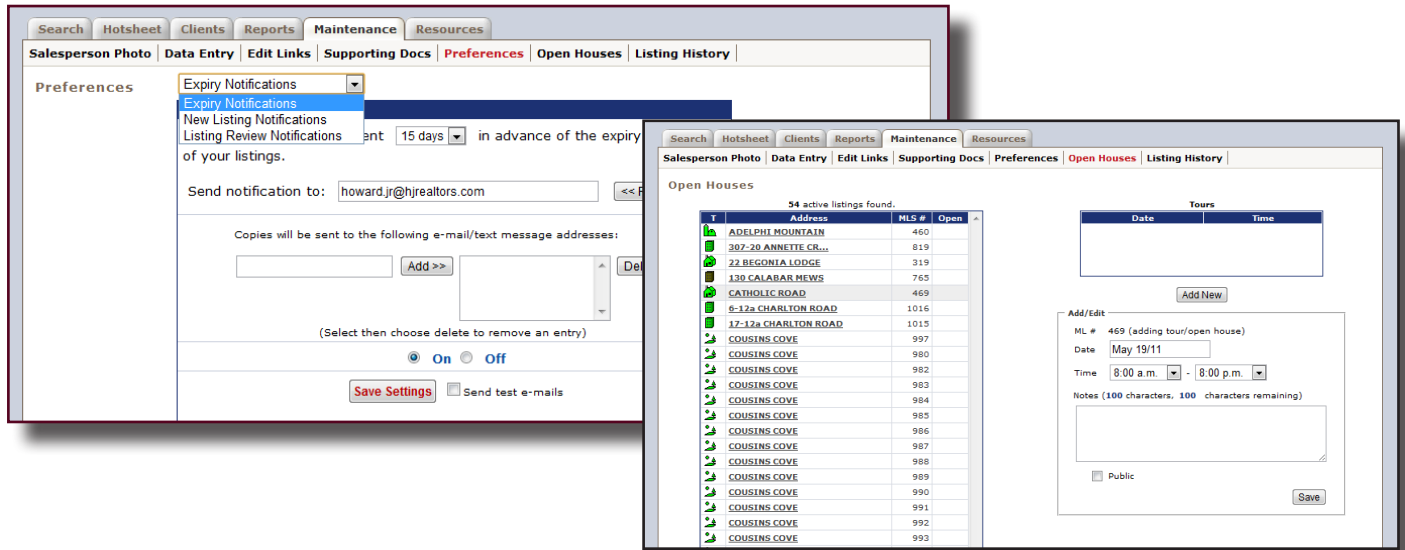 Search Hotsheet Clients Reports Maintenance Resources
Salesperson Photo Data Entry Edit Links Supporting Docs Preferences Open Houses Listing History
Preferences
Expiry Notifications
Expiry Notifications
New Listing Notifications
Listing Review Notifications
15 days in advance of the expiry
of your listings.
Send notification to: howard.jr@hjrealtors.com <<
Copies will be sent to the following e-mail/text message addresses:
Add >>
(Select then choose delete to remove an entry)
On Off
Save Settings Send test e-mails
Search Hotsheet Clients Reports Maintenance Resources
Salesperson Photo Data Entry Edit Links Supporting Docs Preferences Open Houses Listing History
Open Houses
54 active listings found.
T Address MLS # Open
ADELPHI MOUNTAIN 460
307-20 ANNETTE CR... 819
22 BEGONIA LODGE 319
130 CALABAR MEWS 765
CATHOLIC ROAD 469
6-12a CHARLTON ROAD 1016
17-12a CHARLTON ROAD 1015
COUSINS COVE 997
COUSINS COVE 980
COUSINS COVE 982
COUSINS COVE 983
COUSINS COVE 984
COUSINS COVE 985
COUSINS COVE 986
COUSINS COVE 987
COUSINS COVE 988
COUSINS COVE 989
COUSINS COVE 990
COUSINS COVE 991
COUSINS COVE 992
COUSINS COVE 993
Tours
Date Time
Add New
Add/Edit
ML # 469 (adding tour/open house)
Date May 19/11
Time 8:00 a.m. - 8:00 p.m.
Notes (100 characters, 100 characters remaining)
Public
Save